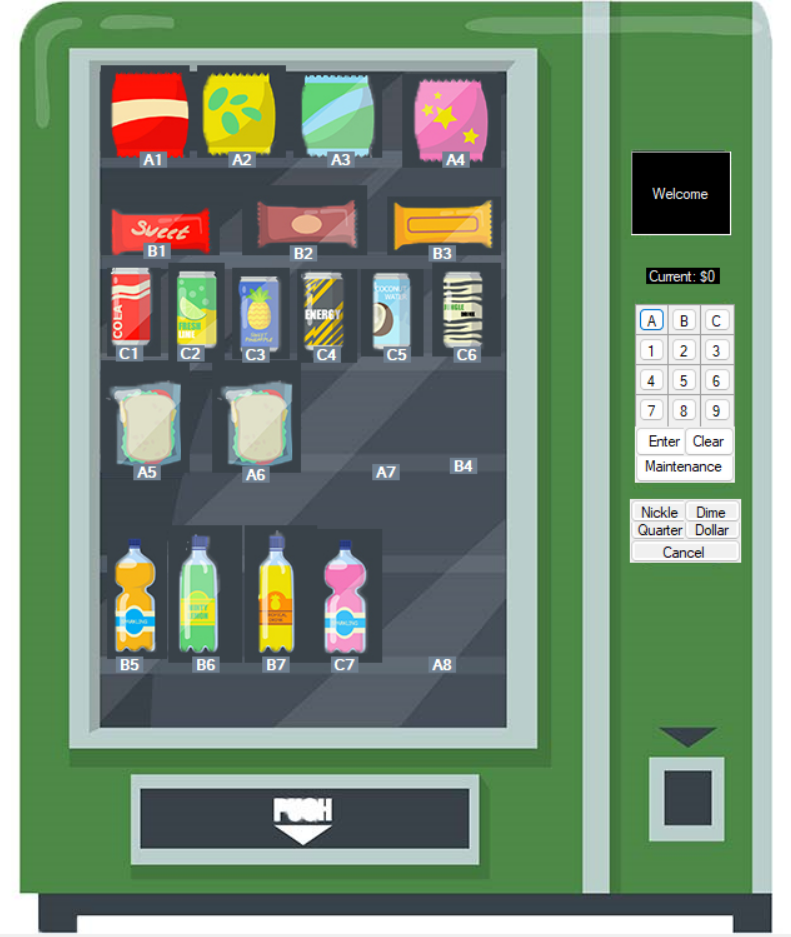 A1 A2 A3 A4
Welcome
Sweet
B1 B2 B3
Current: $0
COLA
FRESH
LIME
ENERGY
COCONUT
WATER
C1 C2 C3 C4 C5 C6
A B C
1 2 3
4 5 6
7 8 9
Enter Clear
Maintenance
A5 A6 A7 B4
Nickle Dime
Quarter Dollar
Cancel
SPARKLING
B5 B6 B7 C7 A8
PUSH